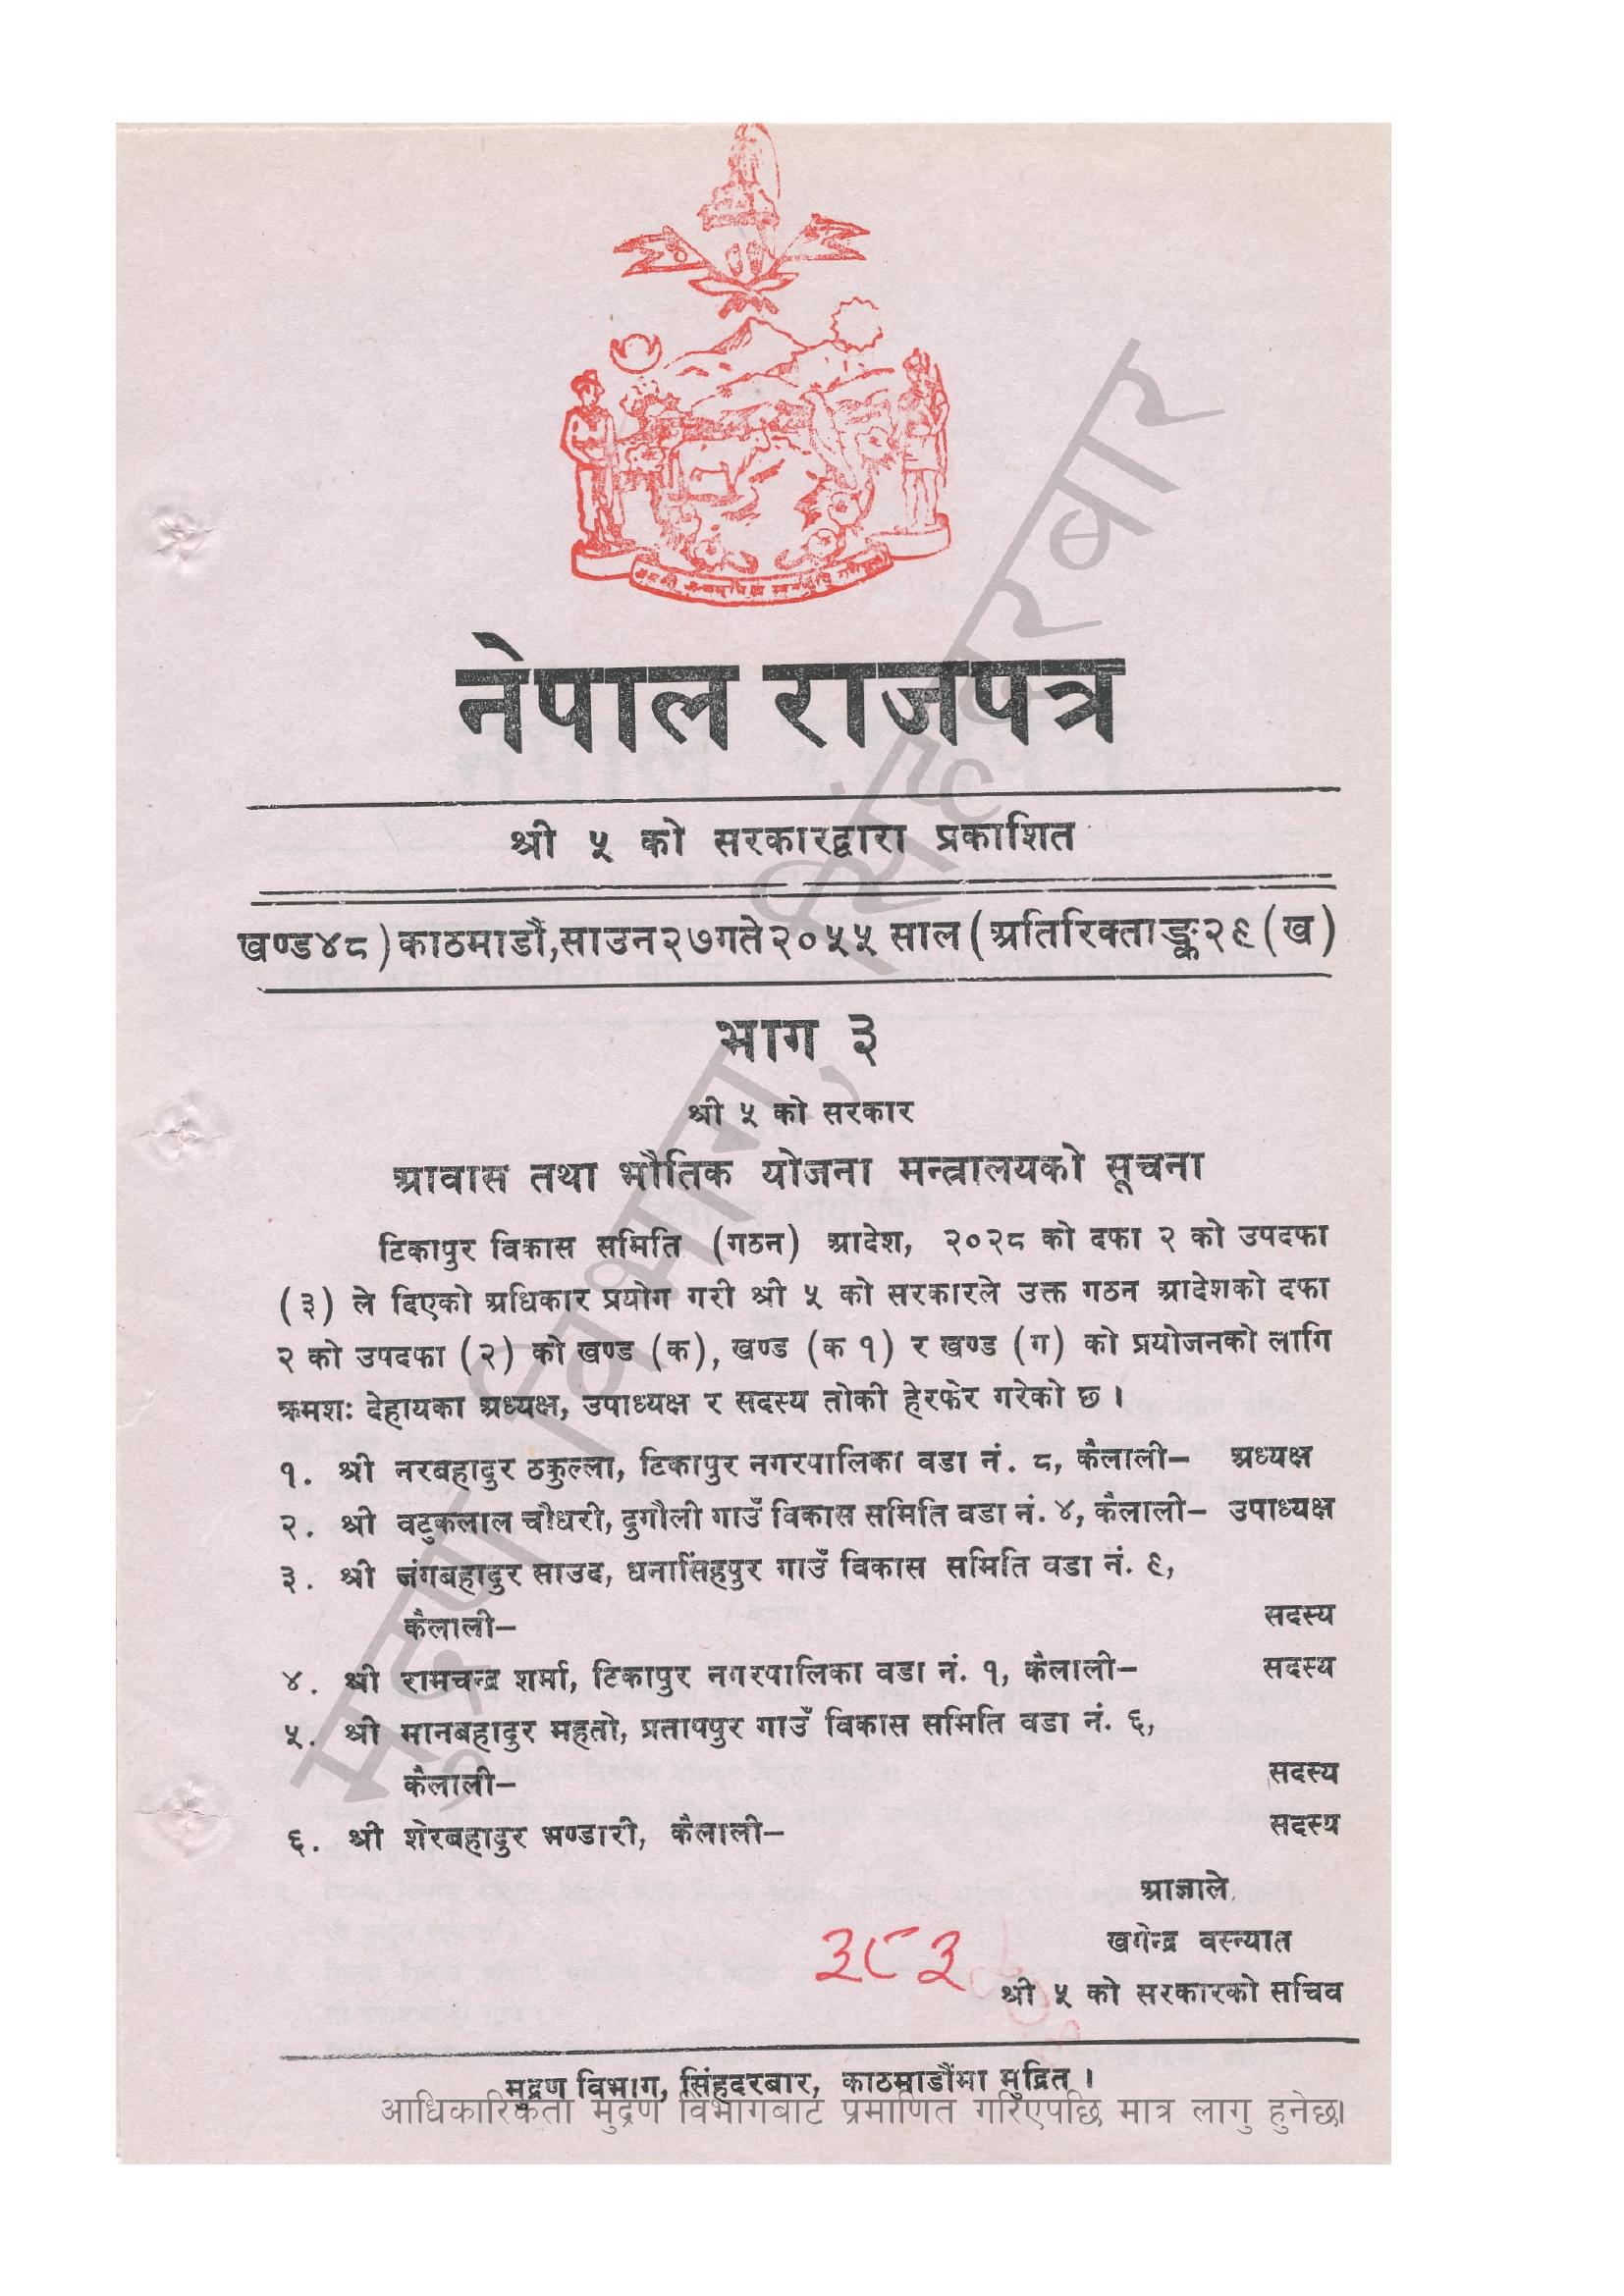 नेपाल राजपत्र
श्री ५ को सरकारद्वारा प्रकाशित
खण्ड४८) काठमाडौं, साउन२७गते२०५५ साल (अतिरिक्ताङ्क२९(ख)
भाग ३
श्री ५ को सरकार
आवास तथा भौतिक योजना मन्त्रालयको सूचना
टिकापुर विकास समिति (गठन) आदेश, २०२८ को दफा २ को उपदफा
(३) ले दिएको अधिकार प्रयोग गरी श्री ५ को सरकारले उक्त गठन आदेशको दफा
२ को उपदफा (२) को खण्ड (क), खण्ड (क १) र खण्ड (ग) को प्रयोजनको लागि
क्रमशः देहायका अध्यक्ष, उपाध्यक्ष र सदस्य तोकी हेरफेर गरेको छ ।
१. श्री नरबहादुर ठकुल्ला, टिकापुर नगरपालिका वडा नं. ८, कैलाली– अध्यक्ष
२. श्री वटुकलाल चौधरी, दुगौली गाउँ विकास समिति वडा नं. ४, कैलाली– उपाध्यक्ष
३. श्री जंगबहादुर साउद, धनासिंहपुर गाउँ विकास समिति वडा नं. ९,
कैलाली– सदस्य
४. श्री रामचन्द्र शर्मा, टिकापुर नगरपालिका वडा नं. १, कैलाली– सदस्य
५. श्री मानबहादुर महतो, प्रतापपुर गाउँ विकास समिति वडा नं. ६,
कैलाली– सदस्य
६. श्री शेरबहादुर भण्डारी, कैलाली– सदस्य
आज्ञाले
खगेन्द्र वस्न्यात
३८३
श्री ५ को सरकारको सचिव
मुद्रण विभाग, सिंहदरबार, काठमाडौंमा मुद्रित ।
आधिकारिकता मुद्रण विभागबाट प्रमाणित गरिएपछि मात्र लागु हुनेछ।
मुद्रण विभाग, सिंहदरबार